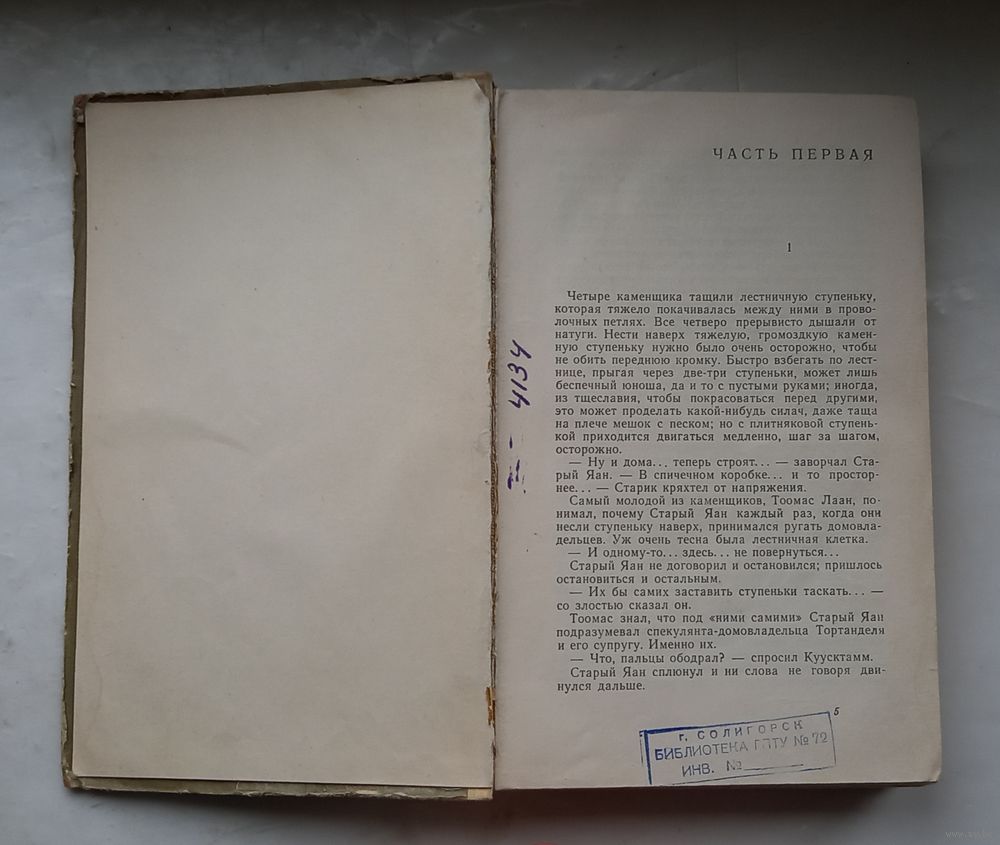 ЧАСТЬ ПЕРВАЯ
1
Четыре каменщика тащили лестничную ступеньку,
которая тяжело покачивалась между ними в прово-
лочных петлях. Все четверо прерывисто дышали от
натуги. Нести наверх тяжелую, громоздкую камен-
ную ступеньку нужно было очень осторожно, чтобы
не обить переднюю кромку. Быстро взбегать по лест-
нице, прыгая через две-три ступеньки, может лишь
беспечный юноша, да и то с пустыми руками; иногда,
из тщеславия, чтобы покрасоваться перед другими,
это может проделать какой-нибудь силач, даже таща
на плече мешок с песком; но с плитняковой ступень-
кой приходится двигаться медленно, шаг за шагом,
осторожно.
— Ну и дома... теперь строят... — заворчал Ста-
рый Яан. — В спичечном коробке... и то простор-
нее... — Старик кряхтел от напряжения.
Самый молодой из каменщиков, Тоомас Лаан, по-
нимал, почему Старый Яан каждый раз, когда они
несли ступеньку наверх, принимался ругать домовла-
дельцев. Уж очень тесна была лестничная клетка.
— И одному-то... здесь... не повернуться...
Старый Яан не договорил и остановился; пришлось
остановиться и остальным.
— Их бы самих заставить ступеньки таскать... —
со злостью сказал он.
Тоомас знал, что под «ними самими» Старый Яан
подразумевал спекулянта-домовладельца Тортанделя
и его супругу. Именно их.
— Что, пальцы ободрал? — спросил Куусктамм.
Старый Яан сплюнул и ни слова не говоря дви-
нулся дальше.
5
г. СОЛИГОРСК
БИБЛИОТЕКА ГПТУ № 72
ИНВ. №
4134